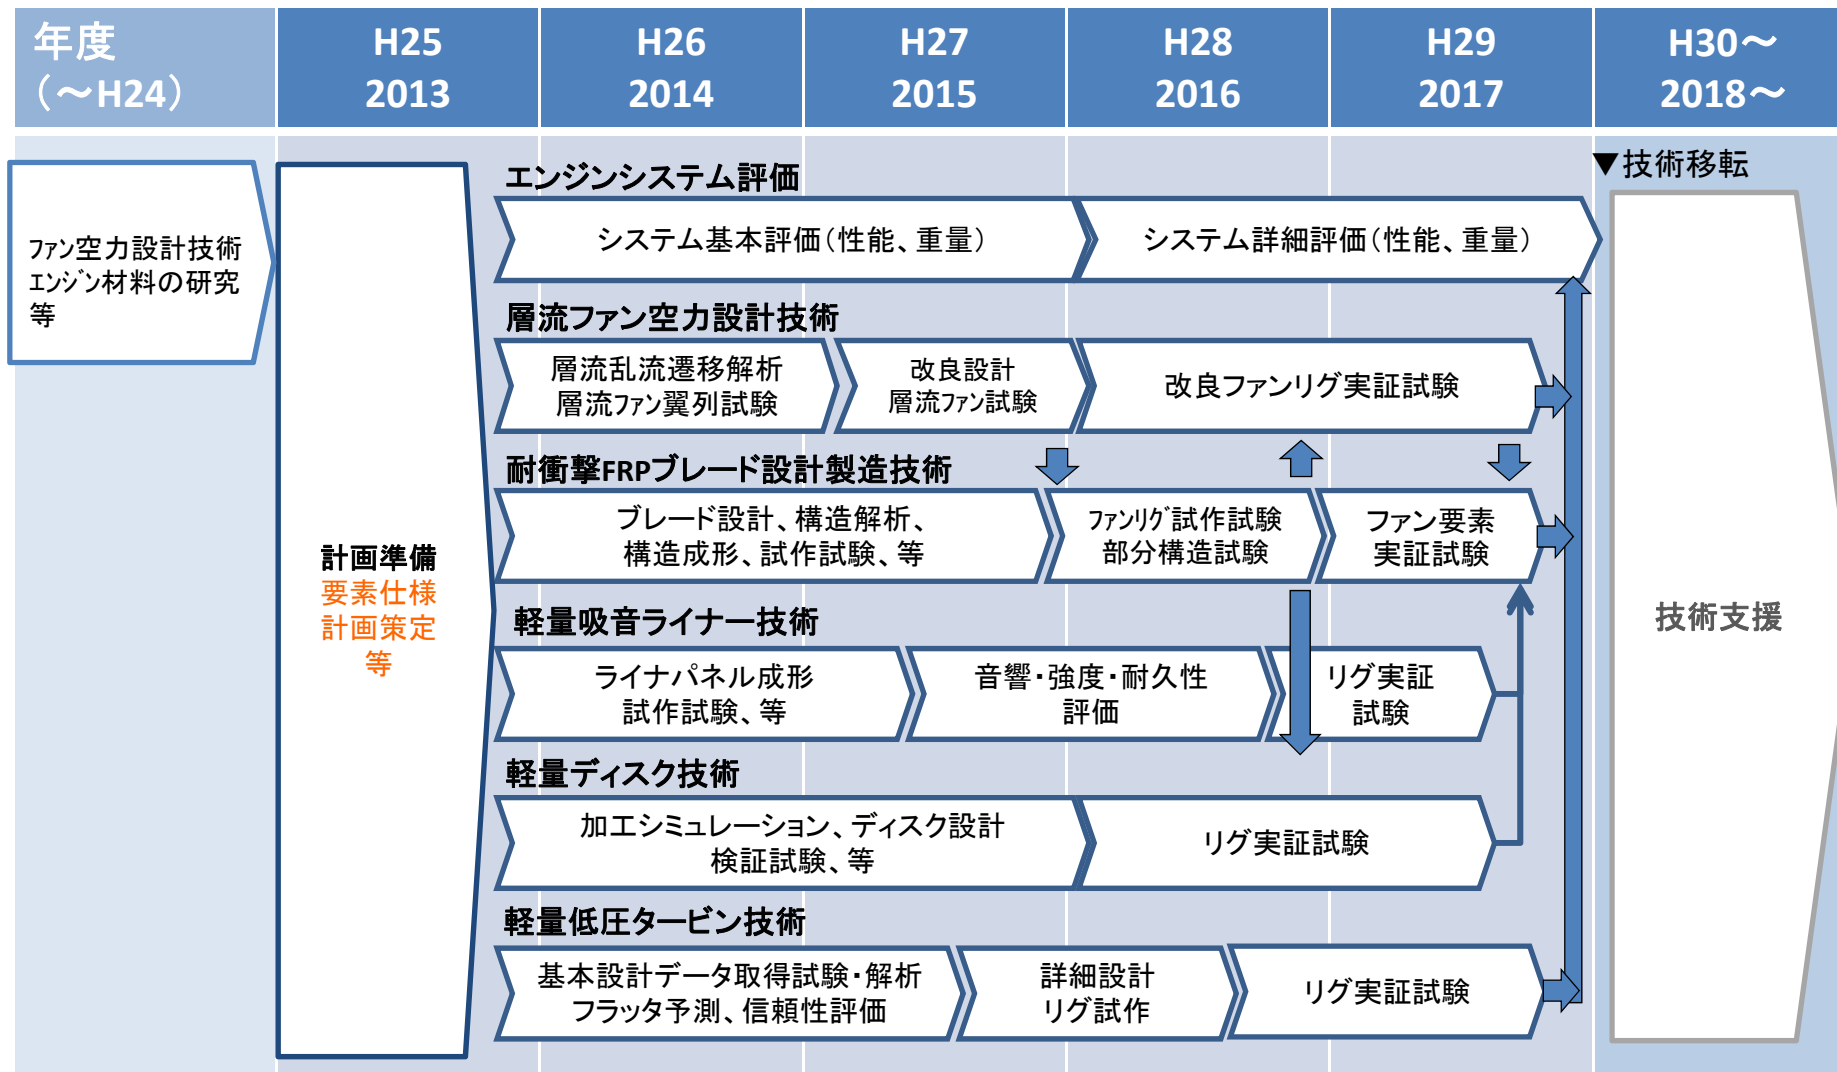 年度
（～H24）
H25
2013
H26
2014
H27
2015
H28
2016
H29
2017
H30～
2018～
ファン空力設計技術
エンジン材料の研究
等
計画準備
要素仕様
計画策定
等
エンジンシステム評価
システム基本評価（性能、重量）
システム詳細評価（性能、重量）
層流ファン空力設計技術
層流乱流遷移解析
層流ファン翼列試験
改良設計
層流ファン試験
改良ファンリグ実証試験
耐衝撃FRPブレード設計製造技術
ブレード設計、構造解析、
構造成形、試作試験、等
ファンリグ試作試験
部分構造試験
ファン要素
実証試験
軽量吸音ライナー技術
ライナパネル成形
試作試験、等
音響・強度・耐久性
評価
リグ実証
試験
軽量ディスク技術
加工シミュレーション、ディスク設計
検証試験、等
リグ実証試験
軽量低圧タービン技術
基本設計データ取得試験・解析
フラッタ予測、信頼性評価
詳細設計
リグ試作
リグ実証試験
▼技術移転
技術支援